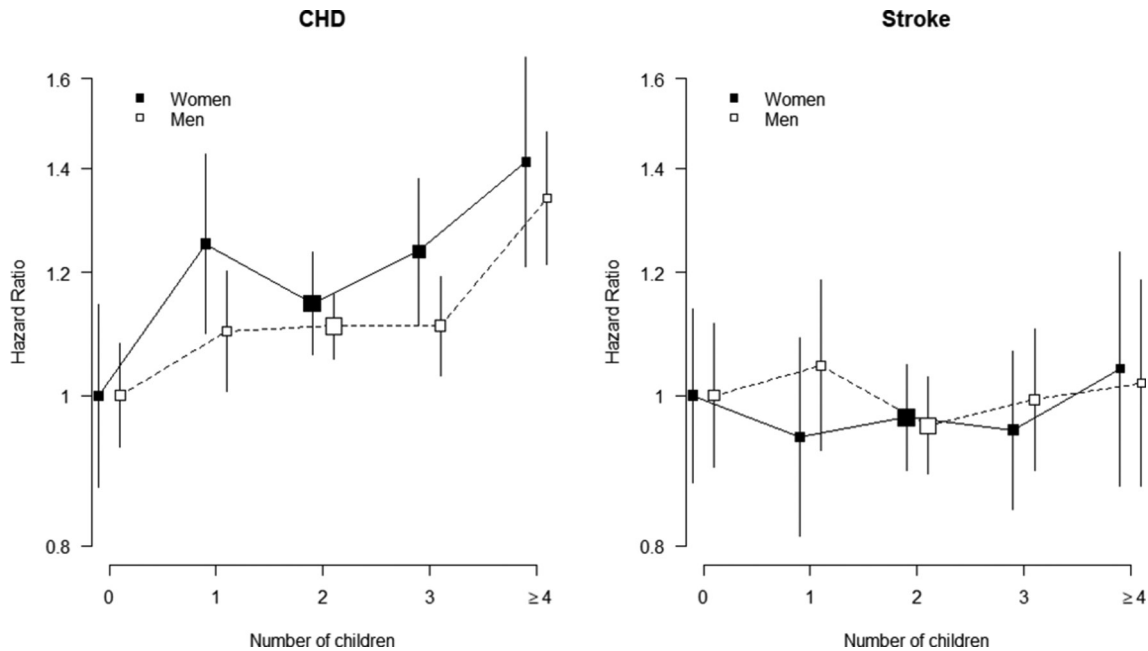 CHD
1.6
1.4
1.2
1
0.8
Hazard Ratio
Women
Men
0 1 2 3 ≥ 4
Number of children
Stroke
1.6
1.4
1.2
1
0.8
Hazard Ratio
Women
Men
0 1 2 3 ≥ 4
Number of children